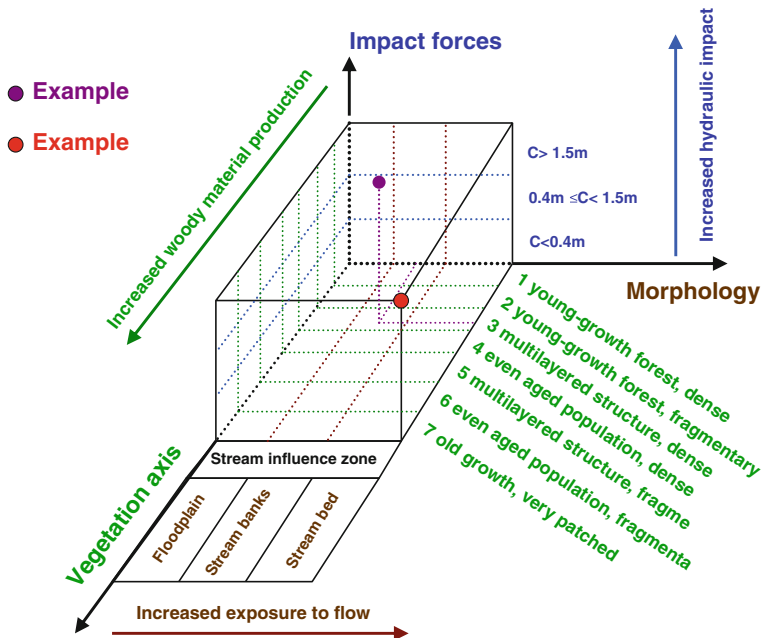 Impact forces
Example
Example
Increased woody material production
Increased hydraulic impact
C> 1.5m
0.4m ≤C< 1.5m
C<0.4m
Morphology
1 young-growth forest, dense
2 young-growth forest, fragmentary
3 multilayered structure, dense
4 even aged population, dense
5 multilayered structure, fragme
6 even aged population, fragmenta
7 old growth, very patched
Vegetation axis
Stream influence zone
Floodplain
Stream banks
Stream bed
Increased exposure to flow